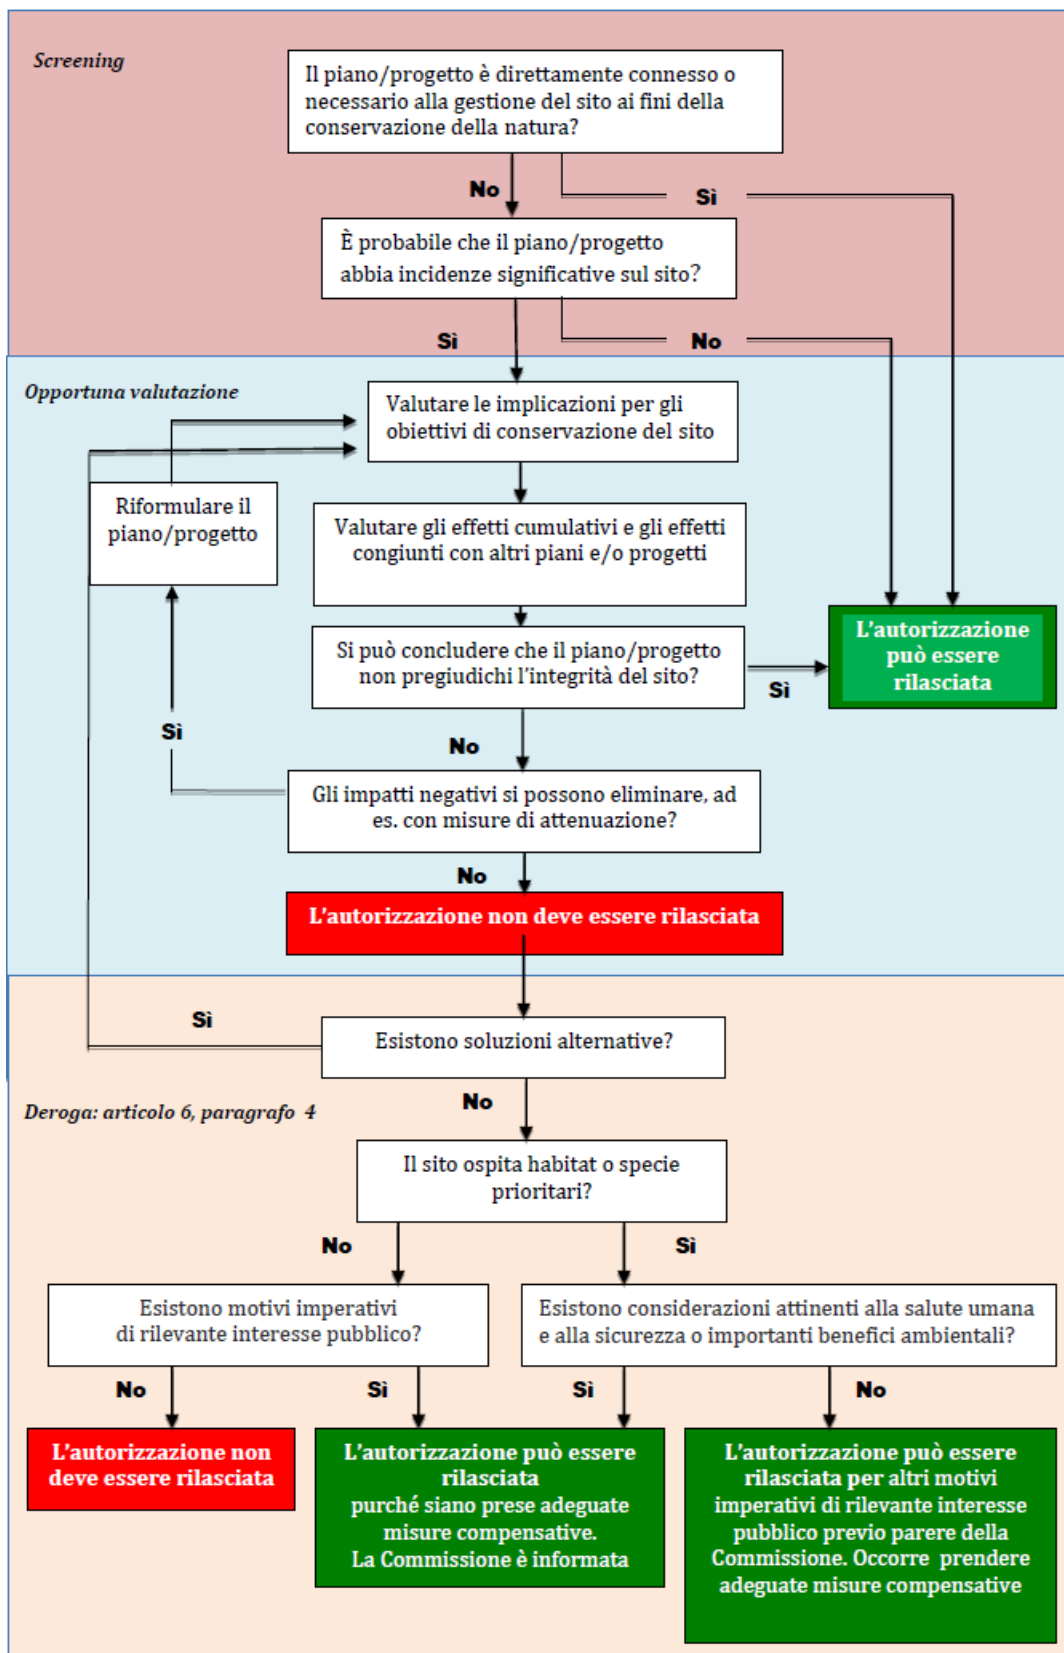 Screening
Il piano/progetto è direttamente connesso o
necessario alla gestione del sito ai fini della
conservazione della natura?
No
Sì
È probabile che il piano/progetto
abbia incidenze significative sul sito?
Sì
No
Opportuna valutazione
Valutare le implicazioni per gli
obiettivi di conservazione del sito
Riformulare il
piano/progetto
Valutare gli effetti cumulativi e gli effetti
congiunti con altri piani e/o progetti
Si può concludere che il piano/progetto
non pregiudichi l'integrità del sito?
Sì
L'autorizzazione
può essere
rilasciata
Sì
No
Gli impatti negativi si possono eliminare, ad
es. con misure di attenuazione?
No
L'autorizzazione non deve essere rilasciata
Sì
Esistono soluzioni alternative?
No
Deroga: articolo 6, paragrafo 4
Il sito ospita habitat o specie
prioritari?
No
Sì
Esistono motivi imperativi
di rilevante interesse pubblico?
Esistono considerazioni attinenti alla salute umana
e alla sicurezza o importanti benefici ambientali?
No
Sì
Sì
No
L'autorizzazione non
deve essere rilasciata
L'autorizzazione può essere
rilasciata
purché siano prese adeguate
misure compensative.
La Commissione è informata
L'autorizzazione può essere
rilasciata per altri motivi
imperativi di rilevante interesse
pubblico previo parere della
Commissione. Occorre prendere
adeguate misure compensative